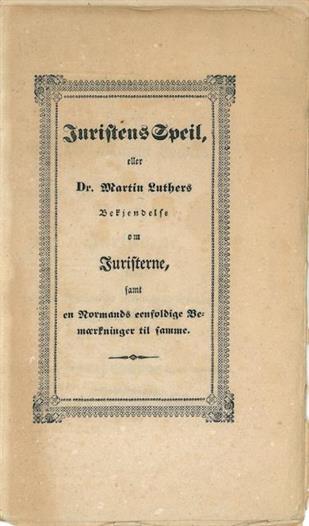 Juristens Speil,
eller
Dr. Martin Luthers
Bekjendelse
om
Juristerne,
samt
en Normands eenfoldige Be-
mærkninger til samme.